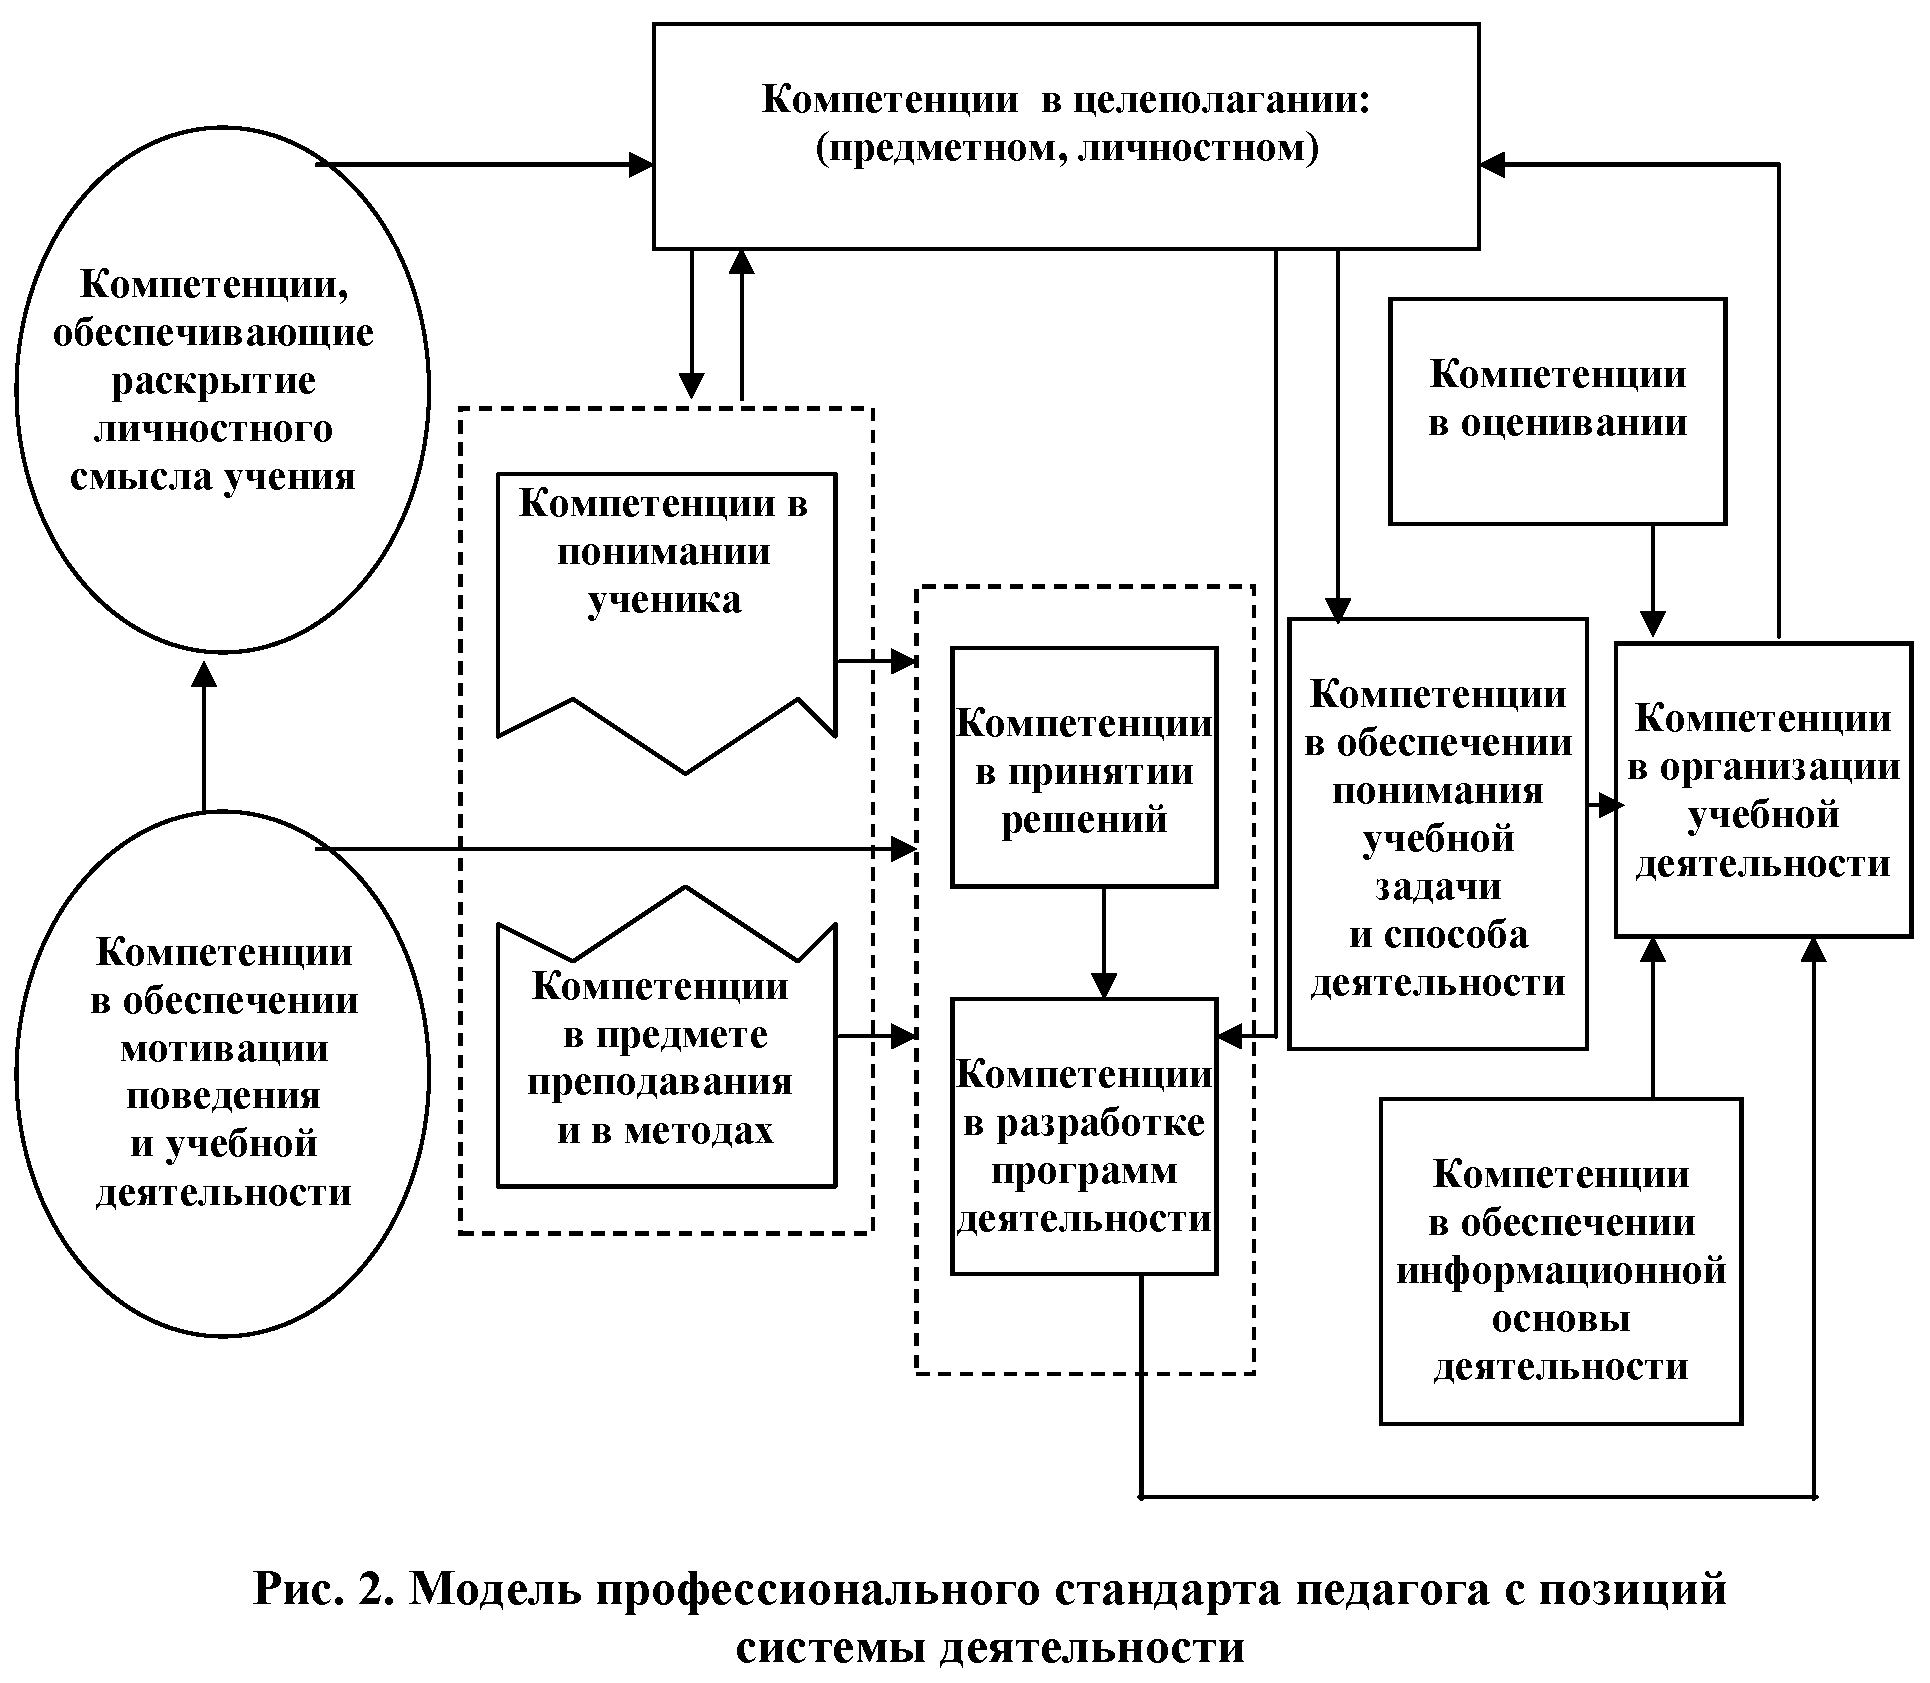 Компетенции в целеполагании:
(предметном, личностном)
Компетенции,
обеспечивающие
раскрытие
личностного
смысла учения
Компетенции
в оценивании
Компетенции в
понимании
ученика
Компетенции
в принятии
решений
Компетенции
в обеспечении
понимания
учебной
задачи
и способа
деятельности
Компетенции
в организации
учебной
деятельности
Компетенции
в обеспечении
мотивации
поведения
и учебной
деятельности
Компетенции
в предмете
преподавания
и в методах
Компетенции
в разработке
программ
деятельности
Компетенции
в обеспечении
информационной
основы
деятельности
Рис. 2. Модель профессионального стандарта педагога с позиций
системы деятельности